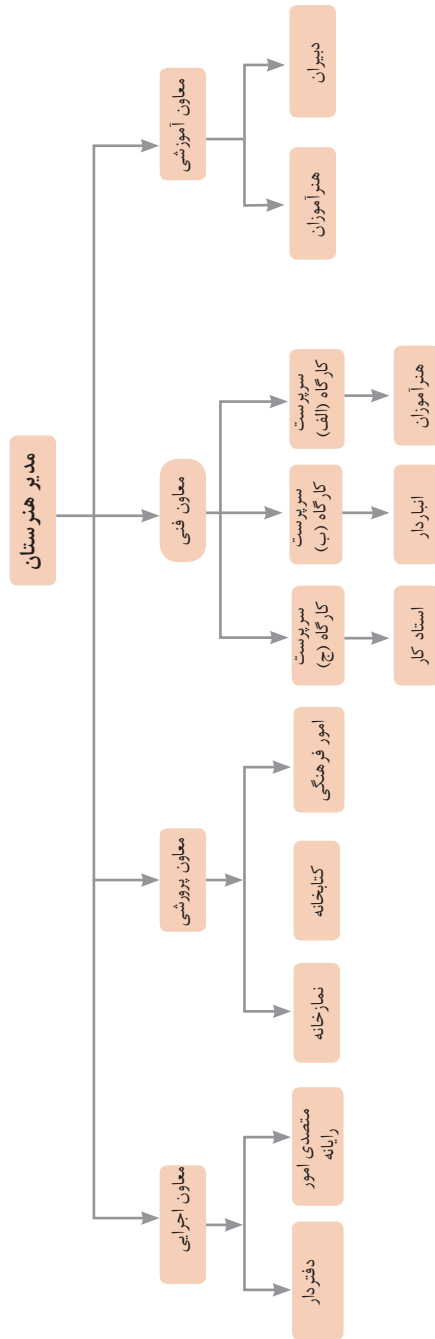 مدیر هنرستان
معاون آموزشی
معاون فنی
معاون پرورشی
معاون اجرایی
دبیران
هنرآموزان
سرپرست
کارگاه (الف)
سرپرست
کارگاه (ب)
سرپرست
کارگاه (ج)
امور فرهنگی
کتابخانه
نمازخانه
متصدی امور
رایانه
دفتردار
هنرآموزان
انباردار
استاد کار